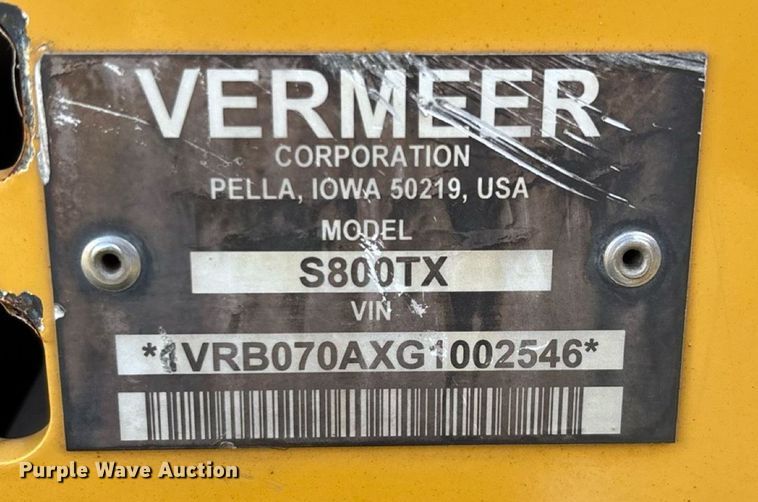 VERMEER
CORPORATION
PELLA, IOWA 50219, USA
MODEL
S800TX
VIN
*1VRB070AXG1002546*
Purple Wave Auction